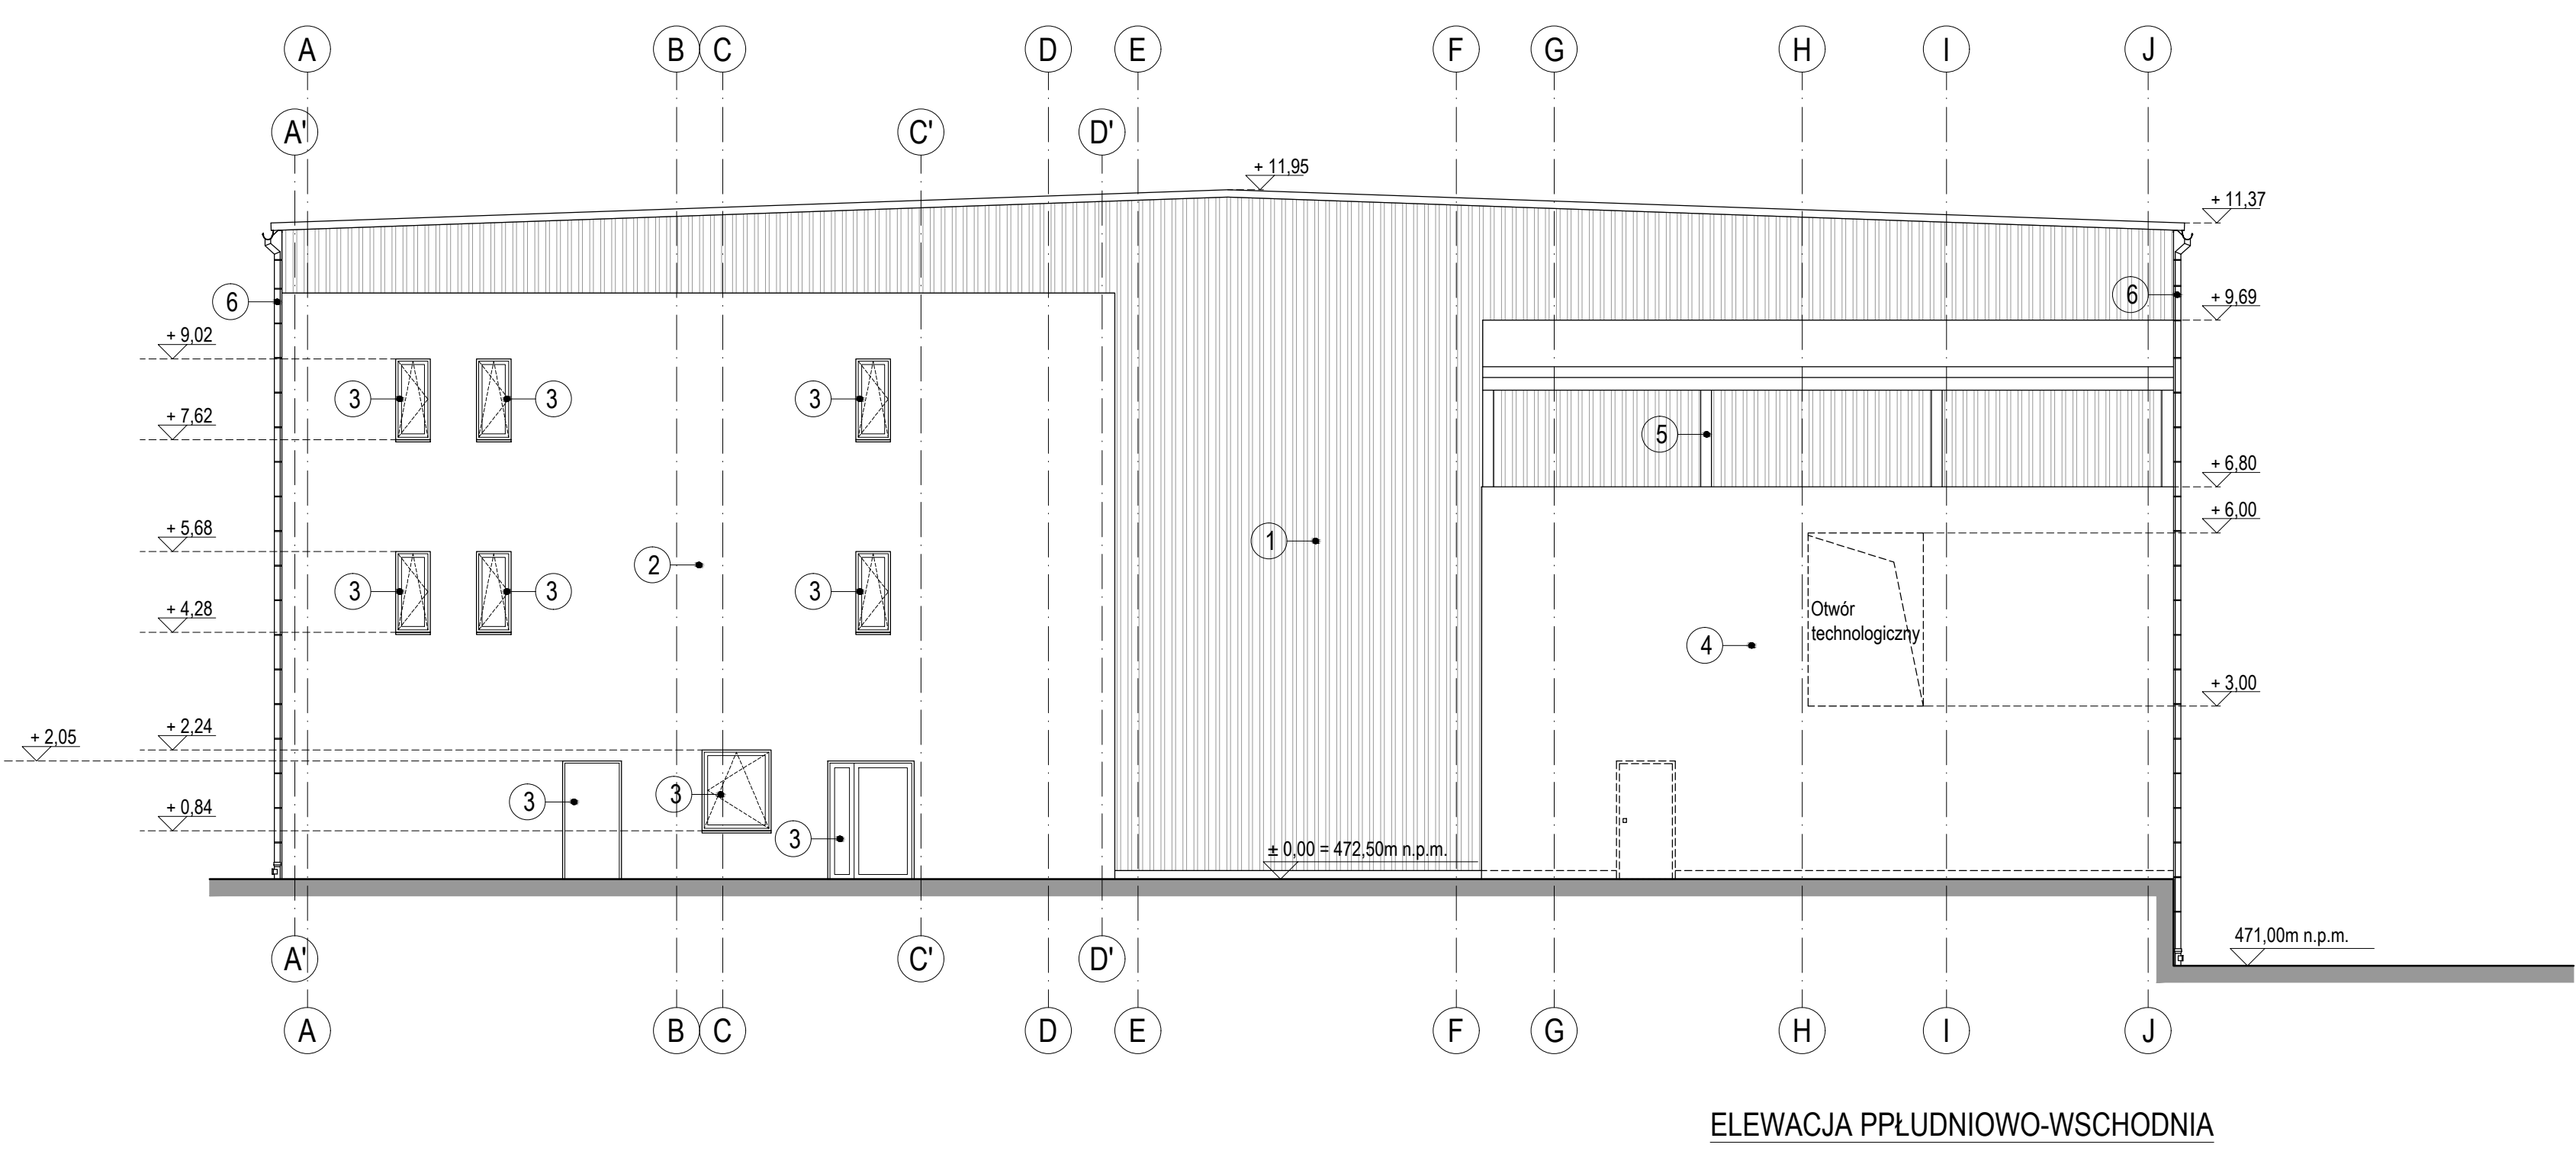 A B C D E F G H I J
A' C' D'
+ 11,95
+ 11,37
6 6
+ 9,69
+ 9,02
3 3 3
+ 7,62
5
+ 6,80
+ 6,00
+ 5,68
1
2
3 3 3
+ 4,28
Otwór
technologiczny
4
+ 3,00
+ 2,24
+ 2,05
3 3
+ 0,84
3
± 0,00 = 472,50m n.p.m.
471,00m n.p.m.
A' C' D'
A B C D E F G H I J
ELEWACJA PPŁUDNIOWO-WSCHODNIA